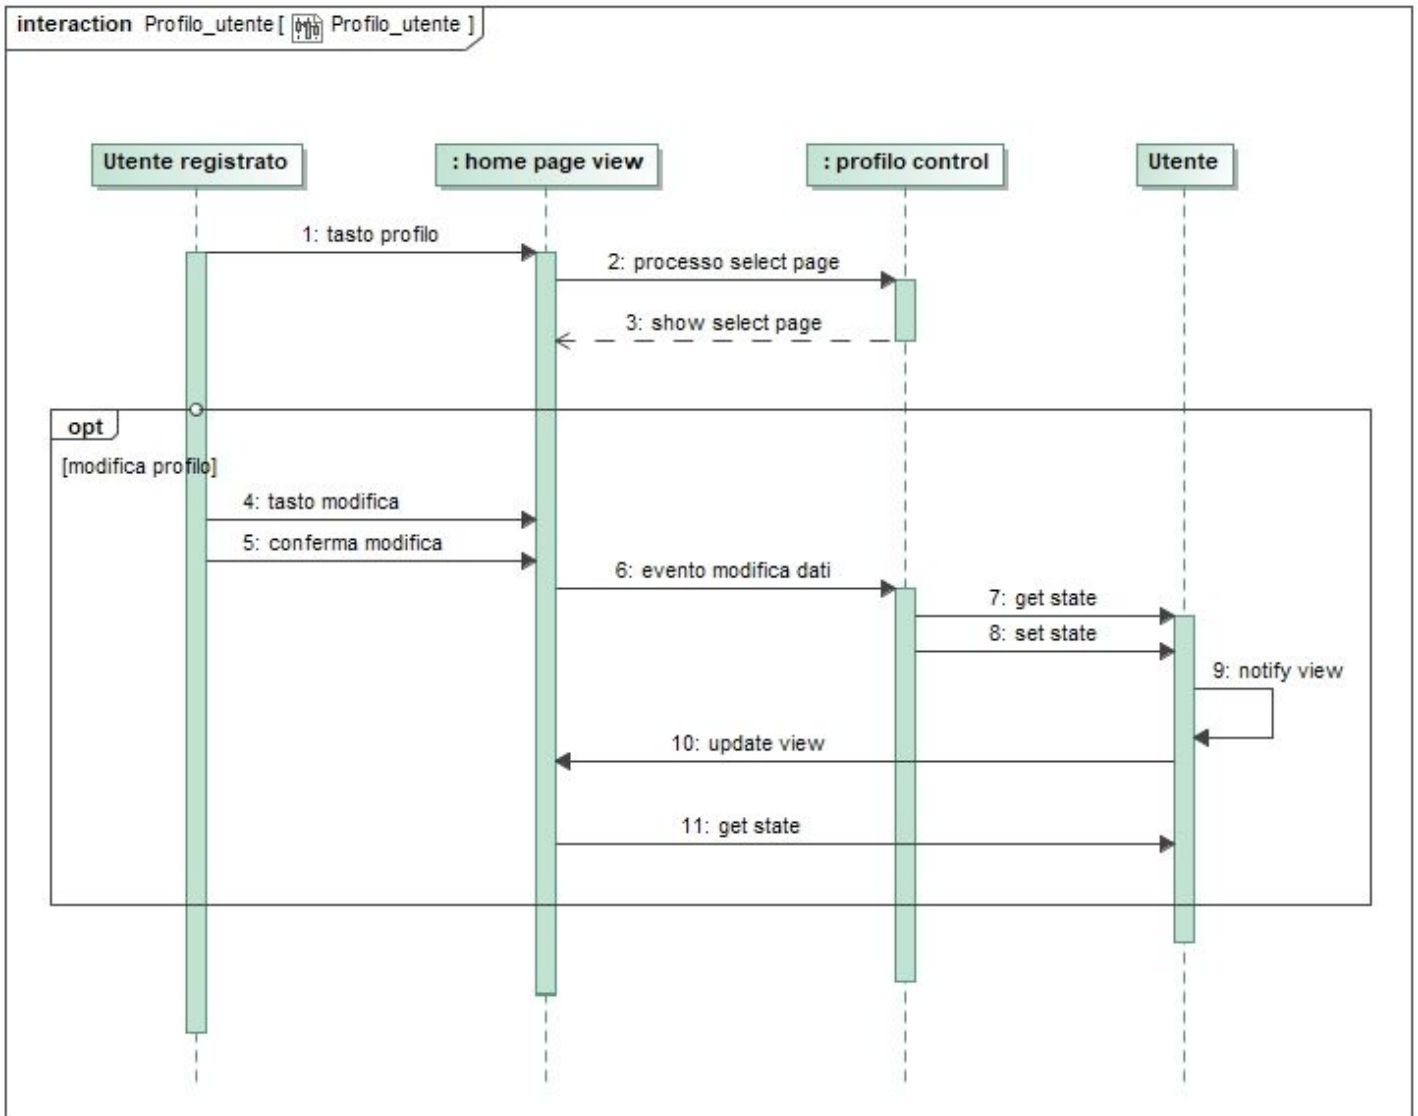 interaction Profilo_utente [ Profilo_utente ]
Utente registrato
: home page view
: profilo control
Utente
1: tasto profilo
2: processo select page
3: show select page
opt
[modifica profilo]
4: tasto modifica
5: conferma modifica
6: evento modifica dati
7: get state
8: set state
9: notify view
10: update view
11: get state